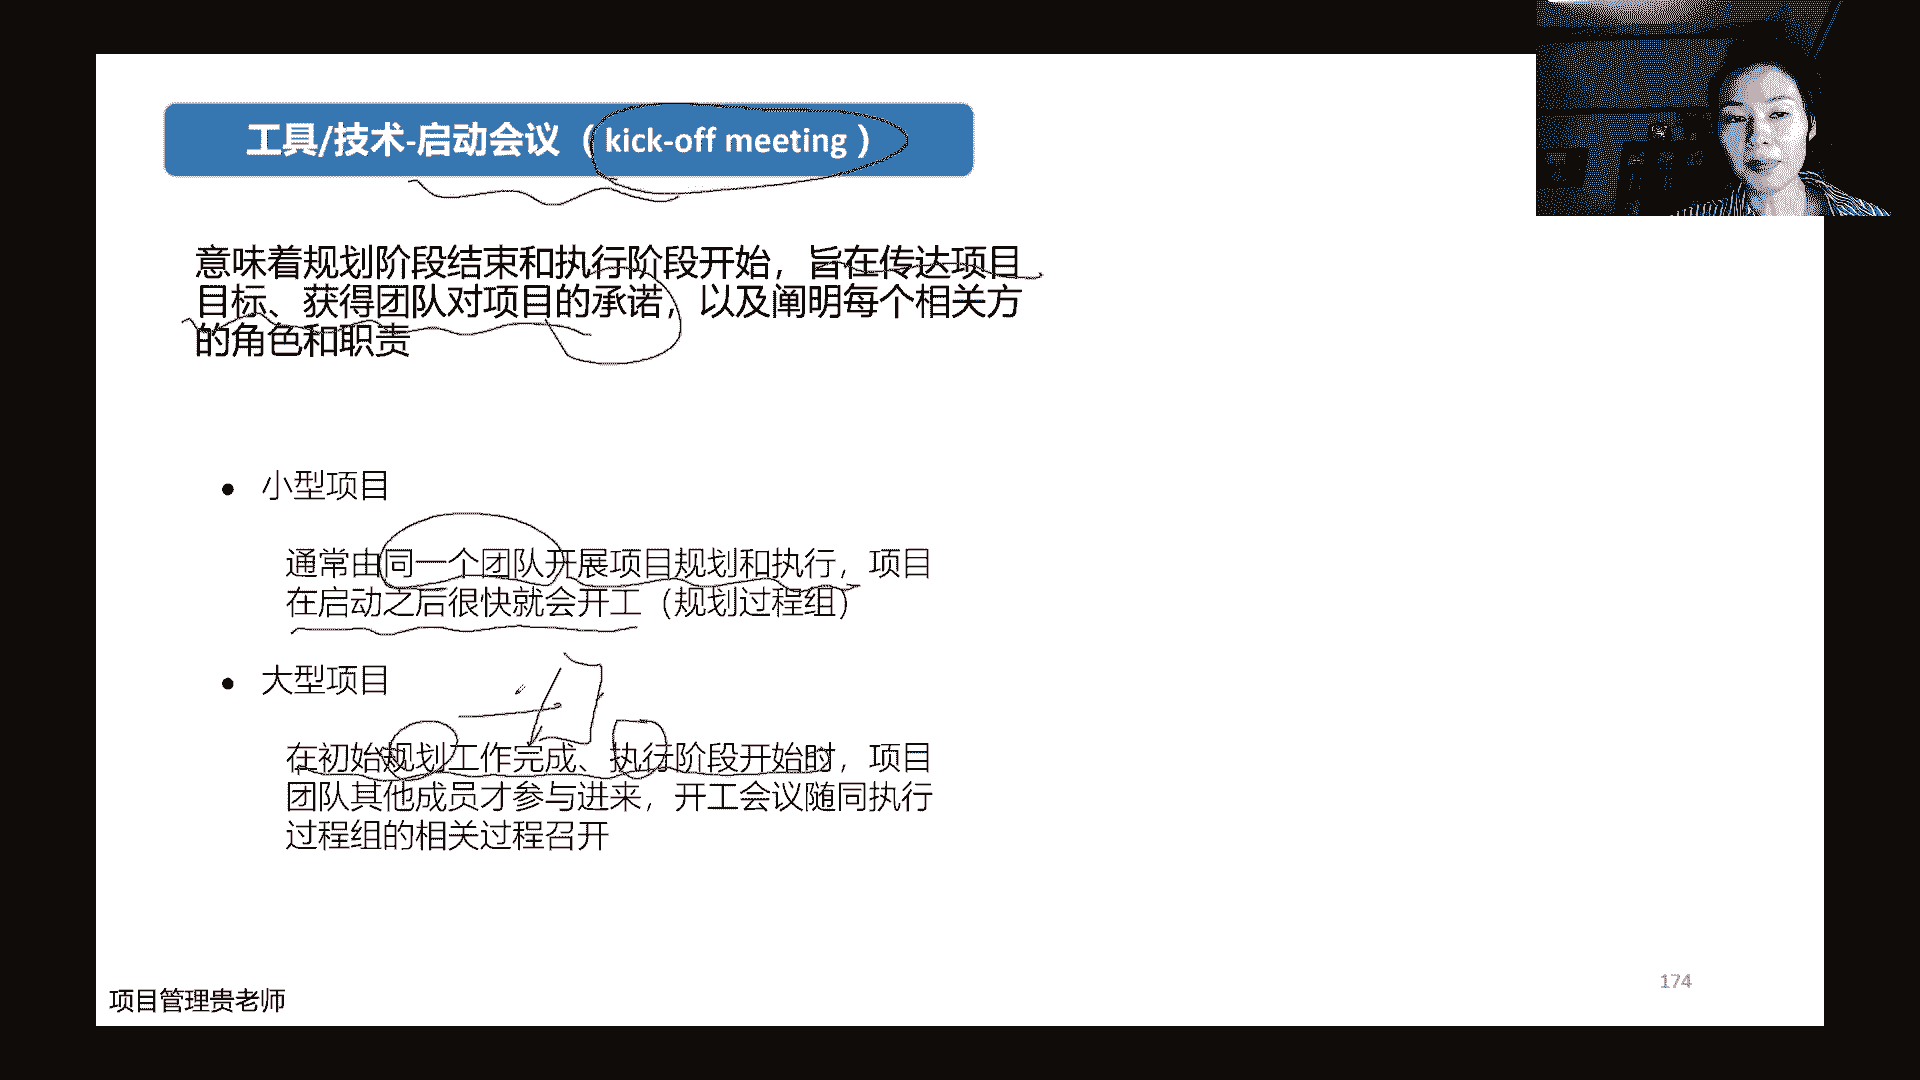 工具/技术-启动会议（kick-off meeting）
意味着规划阶段结束和执行阶段开始，旨在传达项目
目标、获得团队对项目的承诺，以及阐明每个相关方
的角色和职责
● 小型项目
通常由同一个团队开展项目规划和执行，项目
在启动之后很快就会开工（规划过程组）
● 大型项目
在初始规划工作完成、执行阶段开始时，项目
团队其他成员才参与进来，开工会议随同执行
过程组的相关过程召开
174
项目管理贵老师